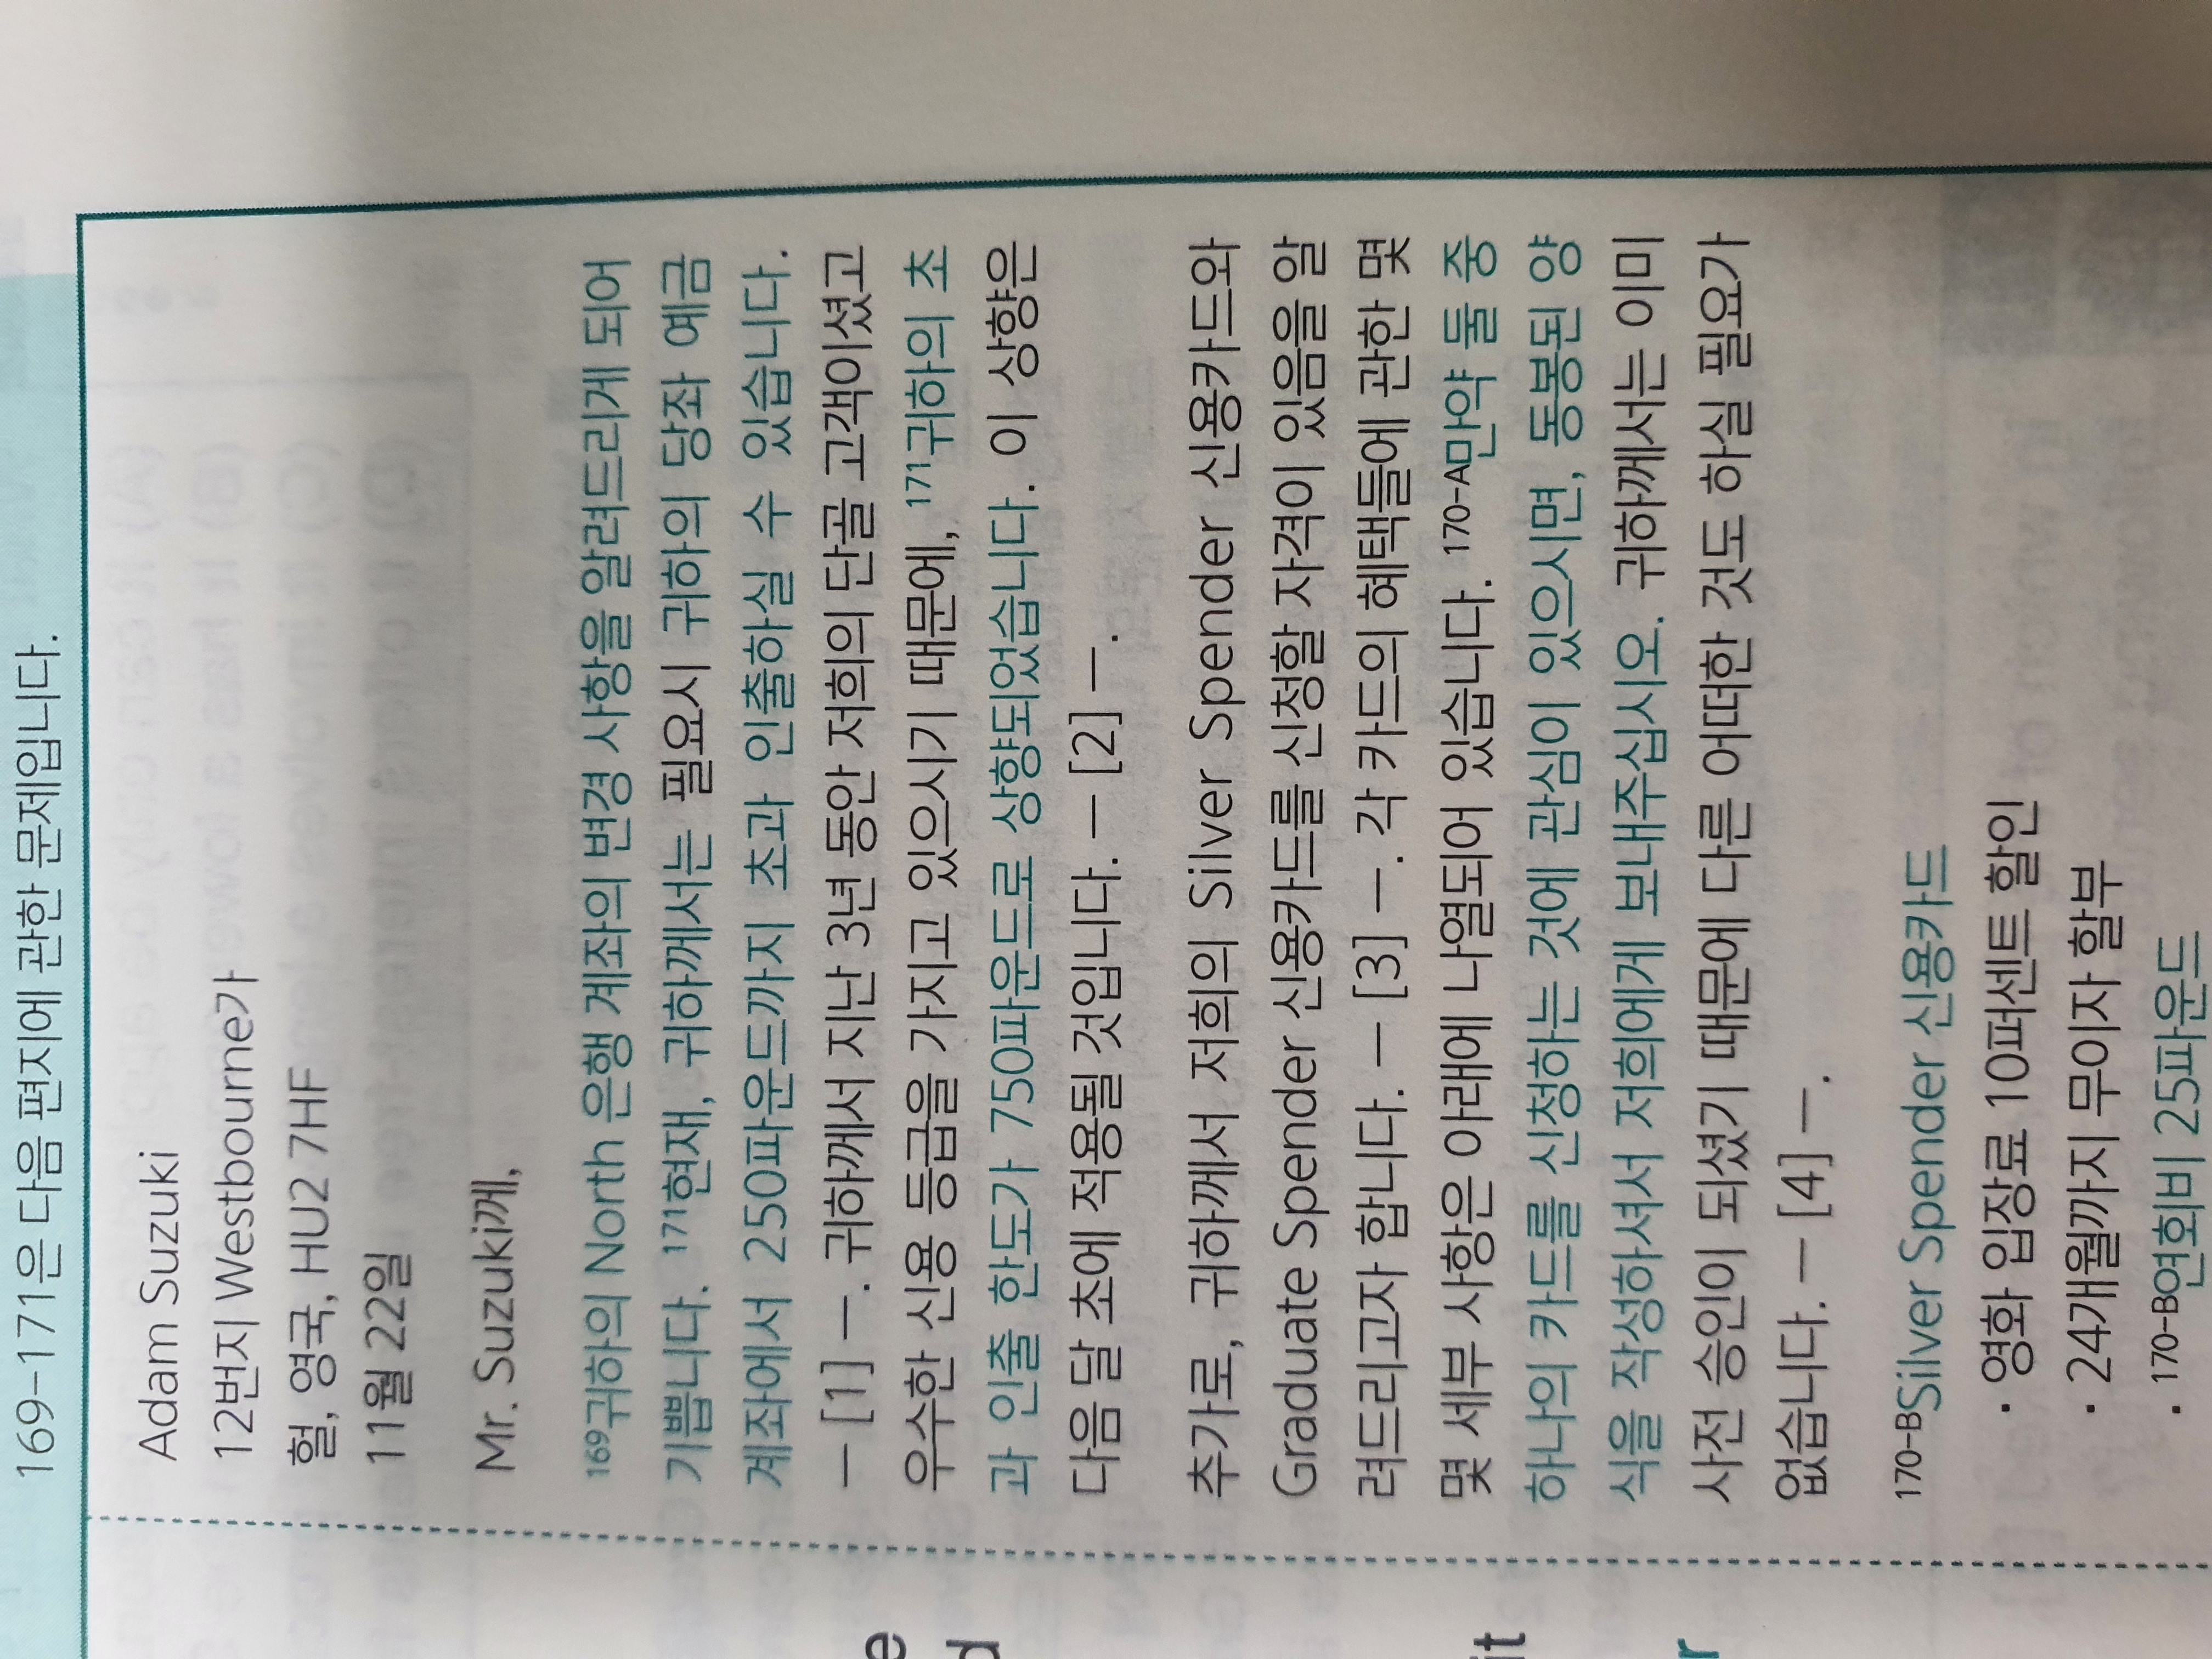 169-171은 다음 편지에 관한 문제입니다.
Adam Suzuki
12번지 Westbourne가
헐, 영국, HU2 7HF
11월 22일
Mr. Suzuki께,
169귀하의 North 은행 계좌의 변경 사항을 알려드리게 되어
기쁩니다. 171현재, 귀하께서는 필요시 귀하의 당좌 예금
계좌에서 250파운드까지 초과 인출하실 수 있습니다.
— [1] —. 귀하께서 지난 3년 동안 저희의 단골 고객이셨고
우수한 신용 등급을 가지고 있으시기 때문에, 171귀하의 초
과 인출 한도가 750파운드로 상향되었습니다. 이 상향은
다음 달 초에 적용될 것입니다. — [2] —.
추가로, 귀하께서 저희의 Silver Spender 신용카드와
Graduate Spender 신용카드를 신청할 자격이 있음을 알
려드리고자 합니다. — [3] —. 각 카드의 혜택들에 관한 몇
몇 세부 사항은 아래에 나열되어 있습니다. 170-A만약 둘 중
하나의 카드를 신청하는 것에 관심이 있으시면, 동봉된 양
식을 작성하셔서 저희에게 보내주십시오. 귀하께서는 이미
사전 승인이 되셨기 때문에 다른 어떠한 것도 하실 필요가
없습니다. — [4] —.
170-BSilver Spender 신용카드
· 영화 입장료 10퍼센트 할인
· 24개월까지 무이자 할부
· 170-B연회비 25파운드